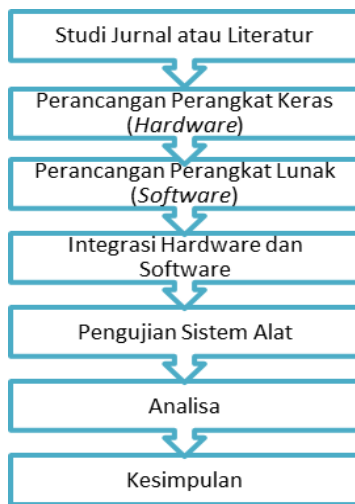 Studi Jurnal atau Literatur
Perancangan Perangkat Keras
(Hardware)
Perancangan Perangkat Lunak
(Software)
Integrasi Hardware dan
Software
Pengujian Sistem Alat
Analisa
Kesimpulan